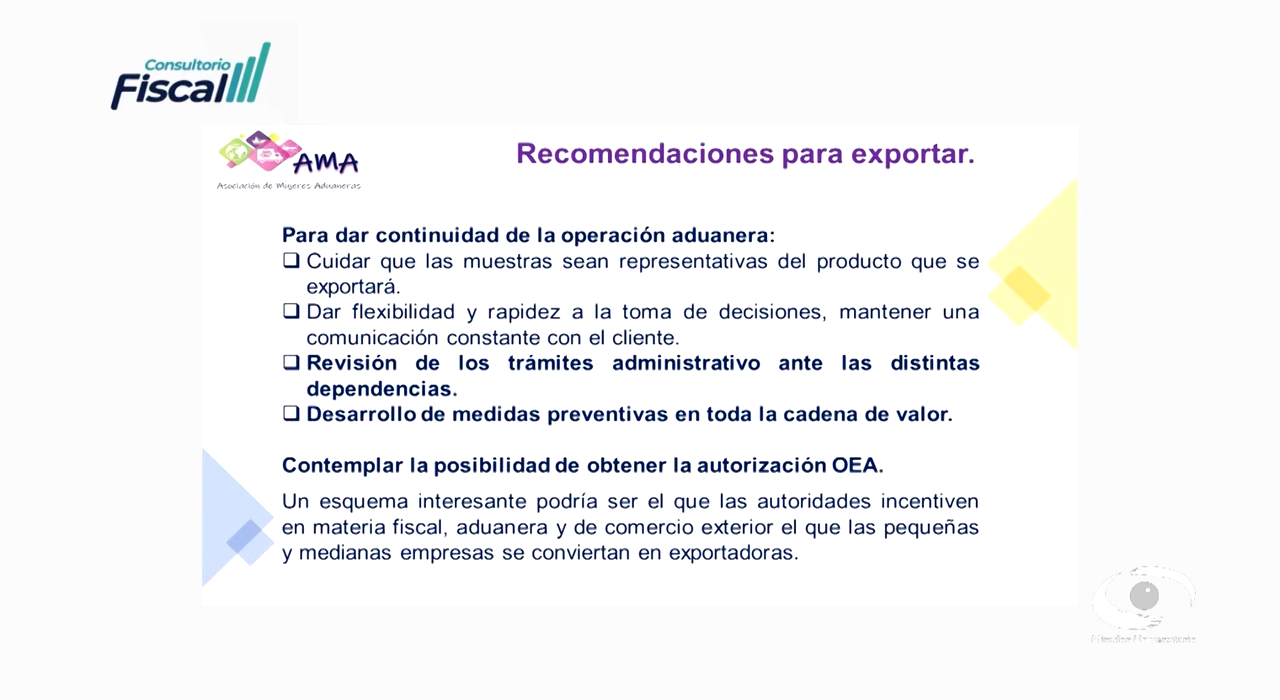 Consultorio
Fiscal
AMA
Asociación de Mujeres Aduaneras
Recomendaciones para exportar.
Para dar continuidad de la operación aduanera:
❑ Cuidar que las muestras sean representativas del producto que se
exportará.
❑ Dar flexibilidad y rapidez a la toma de decisiones, mantener una
comunicación constante con el cliente.
❑ Revisión de los trámites administrativo ante las distintas
dependencias.
❑ Desarrollo de medidas preventivas en toda la cadena de valor.
Contemplar la posibilidad de obtener la autorización OEA.
Un esquema interesante podría ser el que las autoridades incentiven
en materia fiscal, aduanera y de comercio exterior el que las pequeñas
y medianas empresas se conviertan en exportadoras.